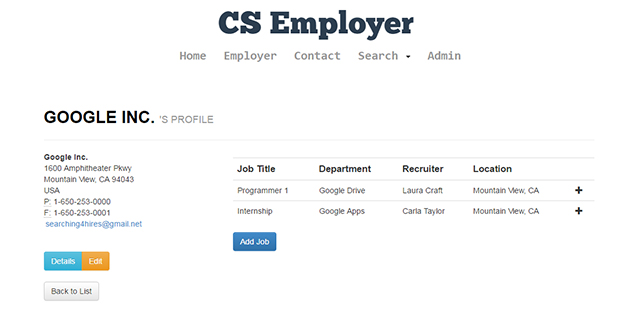 CS Employer
Home Employer Contact Search Admin
GOOGLE INC. 'S PROFILE
Google Inc.
1600 Amphitheater Pkwy
Mountain View, CA 94043
USA
P: 1-650-253-0000
F: 1-650-253-0001
searching4hires@gmail.net
Details Edit
Back to List
Job Title Department Recruiter Location
Programmer 1 Google Drive Laura Craft Mountain View, CA +
Internship Google Apps Carla Taylor Mountain View, CA +
Add Job